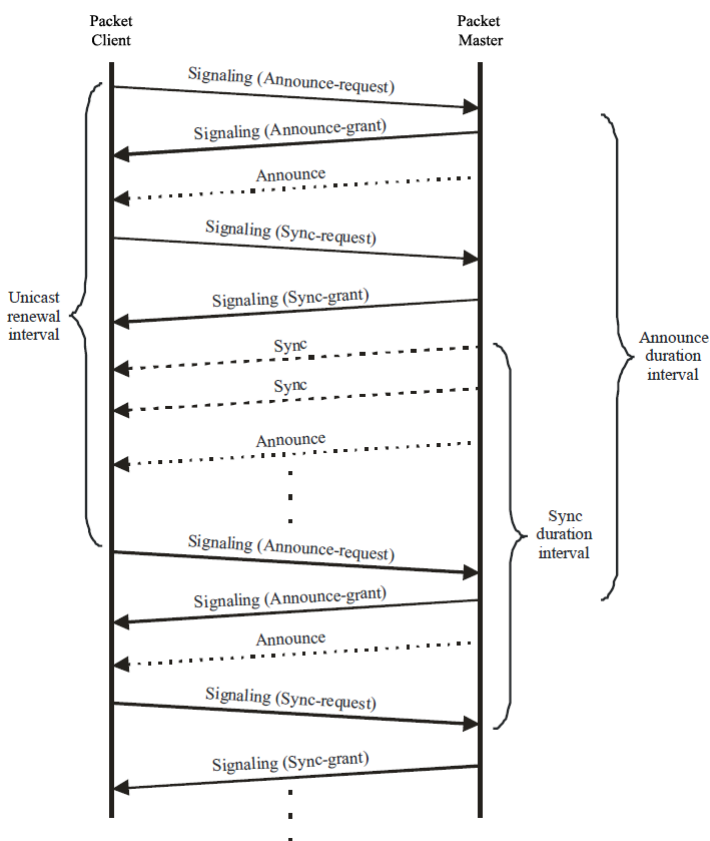 Packet
Client
Packet
Master
Signaling (Announce-request)
Signaling (Announce-grant)
Announce
Signaling (Sync-request)
Signaling (Sync-grant)
Unicast
renewal
interval
Sync
Announce
duration
interval
Sync
Announce
Sync
duration
interval
Signaling (Announce-request)
Signaling (Announce-grant)
Announce
Signaling (Sync-request)
Signaling (Sync-grant)